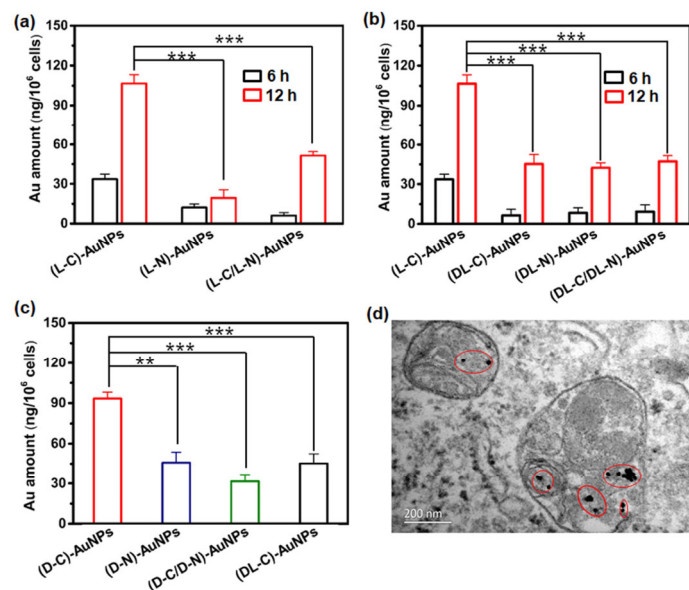 (a)
Au amount (ng/10⁶ cells)
150
120
90
60
30
0
***
***
6 h
12 h
(L-C)-AuNPs
(L-N)-AuNPs
(L-C/L-N)-AuNPs
(b)
Au amount (ng/10⁶ cells)
150
120
90
60
30
0
***
***
***
6 h
12 h
(L-C)-AuNPs
(DL-C)-AuNPs
(DL-N)-AuNPs
(DL-C/DL-N)-AuNPs
(c)
Au amount (ng/10⁶ cells)
150
120
90
60
30
0
***
***
**
(D-C)-AuNPs
(D-N)-AuNPs
(D-C/D-N)-AuNPs
(DL-C)-AuNPs
(d)
200 nm